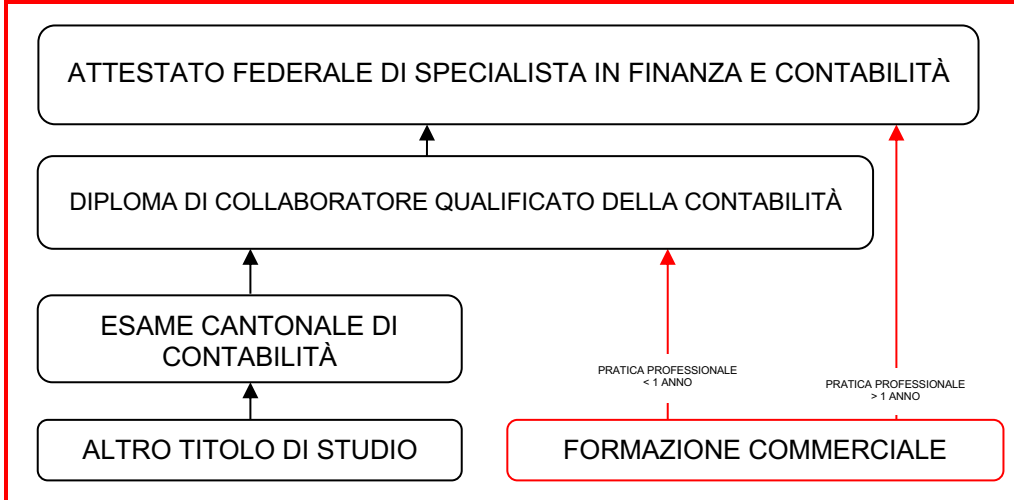 ATTESTATO FEDERALE DI SPECIALISTA IN FINANZA E CONTABILITÀ
DIPLOMA DI COLLABORATORE QUALIFICATO DELLA CONTABILITÀ
ESAME CANTONALE DI
CONTABILITÀ
PRATICA PROFESSIONALE
< 1 ANNO
PRATICA PROFESSIONALE
> 1 ANNO
ALTRO TITOLO DI STUDIO
FORMAZIONE COMMERCIALE